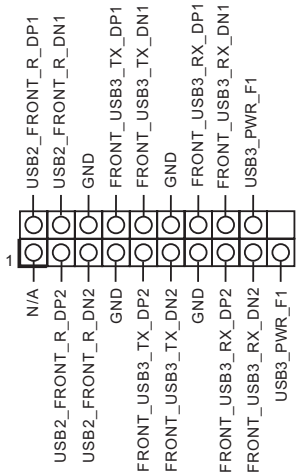 USB2_FRONT_R_DP1
USB2_FRONT_R_DN1
GND
FRONT_USB3_TX_DP1
FRONT_USB3_TX_DN1
GND
FRONT_USB3_RX_DP1
FRONT_USB3_RX_DN1
USB3_PWR_F1
1
N/A
USB2_FRONT_R_DP2
USB2_FRONT_R_DN2
GND
FRONT_USB3_TX_DP2
FRONT_USB3_TX_DN2
GND
FRONT_USB3_RX_DP2
FRONT_USB3_RX_DN2
USB3_PWR_F1